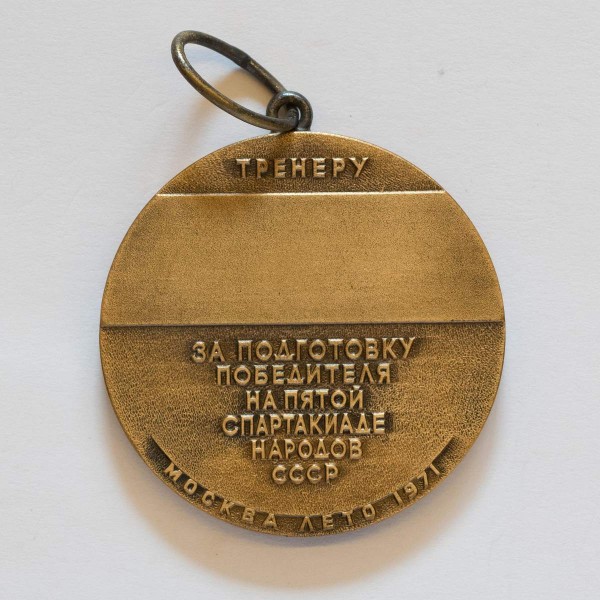 ТРЕНЕРУ
ЗА ПОДГОТОВКУ
ПОБЕДИТЕЛЯ
НА ПЯТОЙ
СПАРТАКИАДЕ
НАРОДОВ
СССР
МОСКВА ЛЕТО 1971